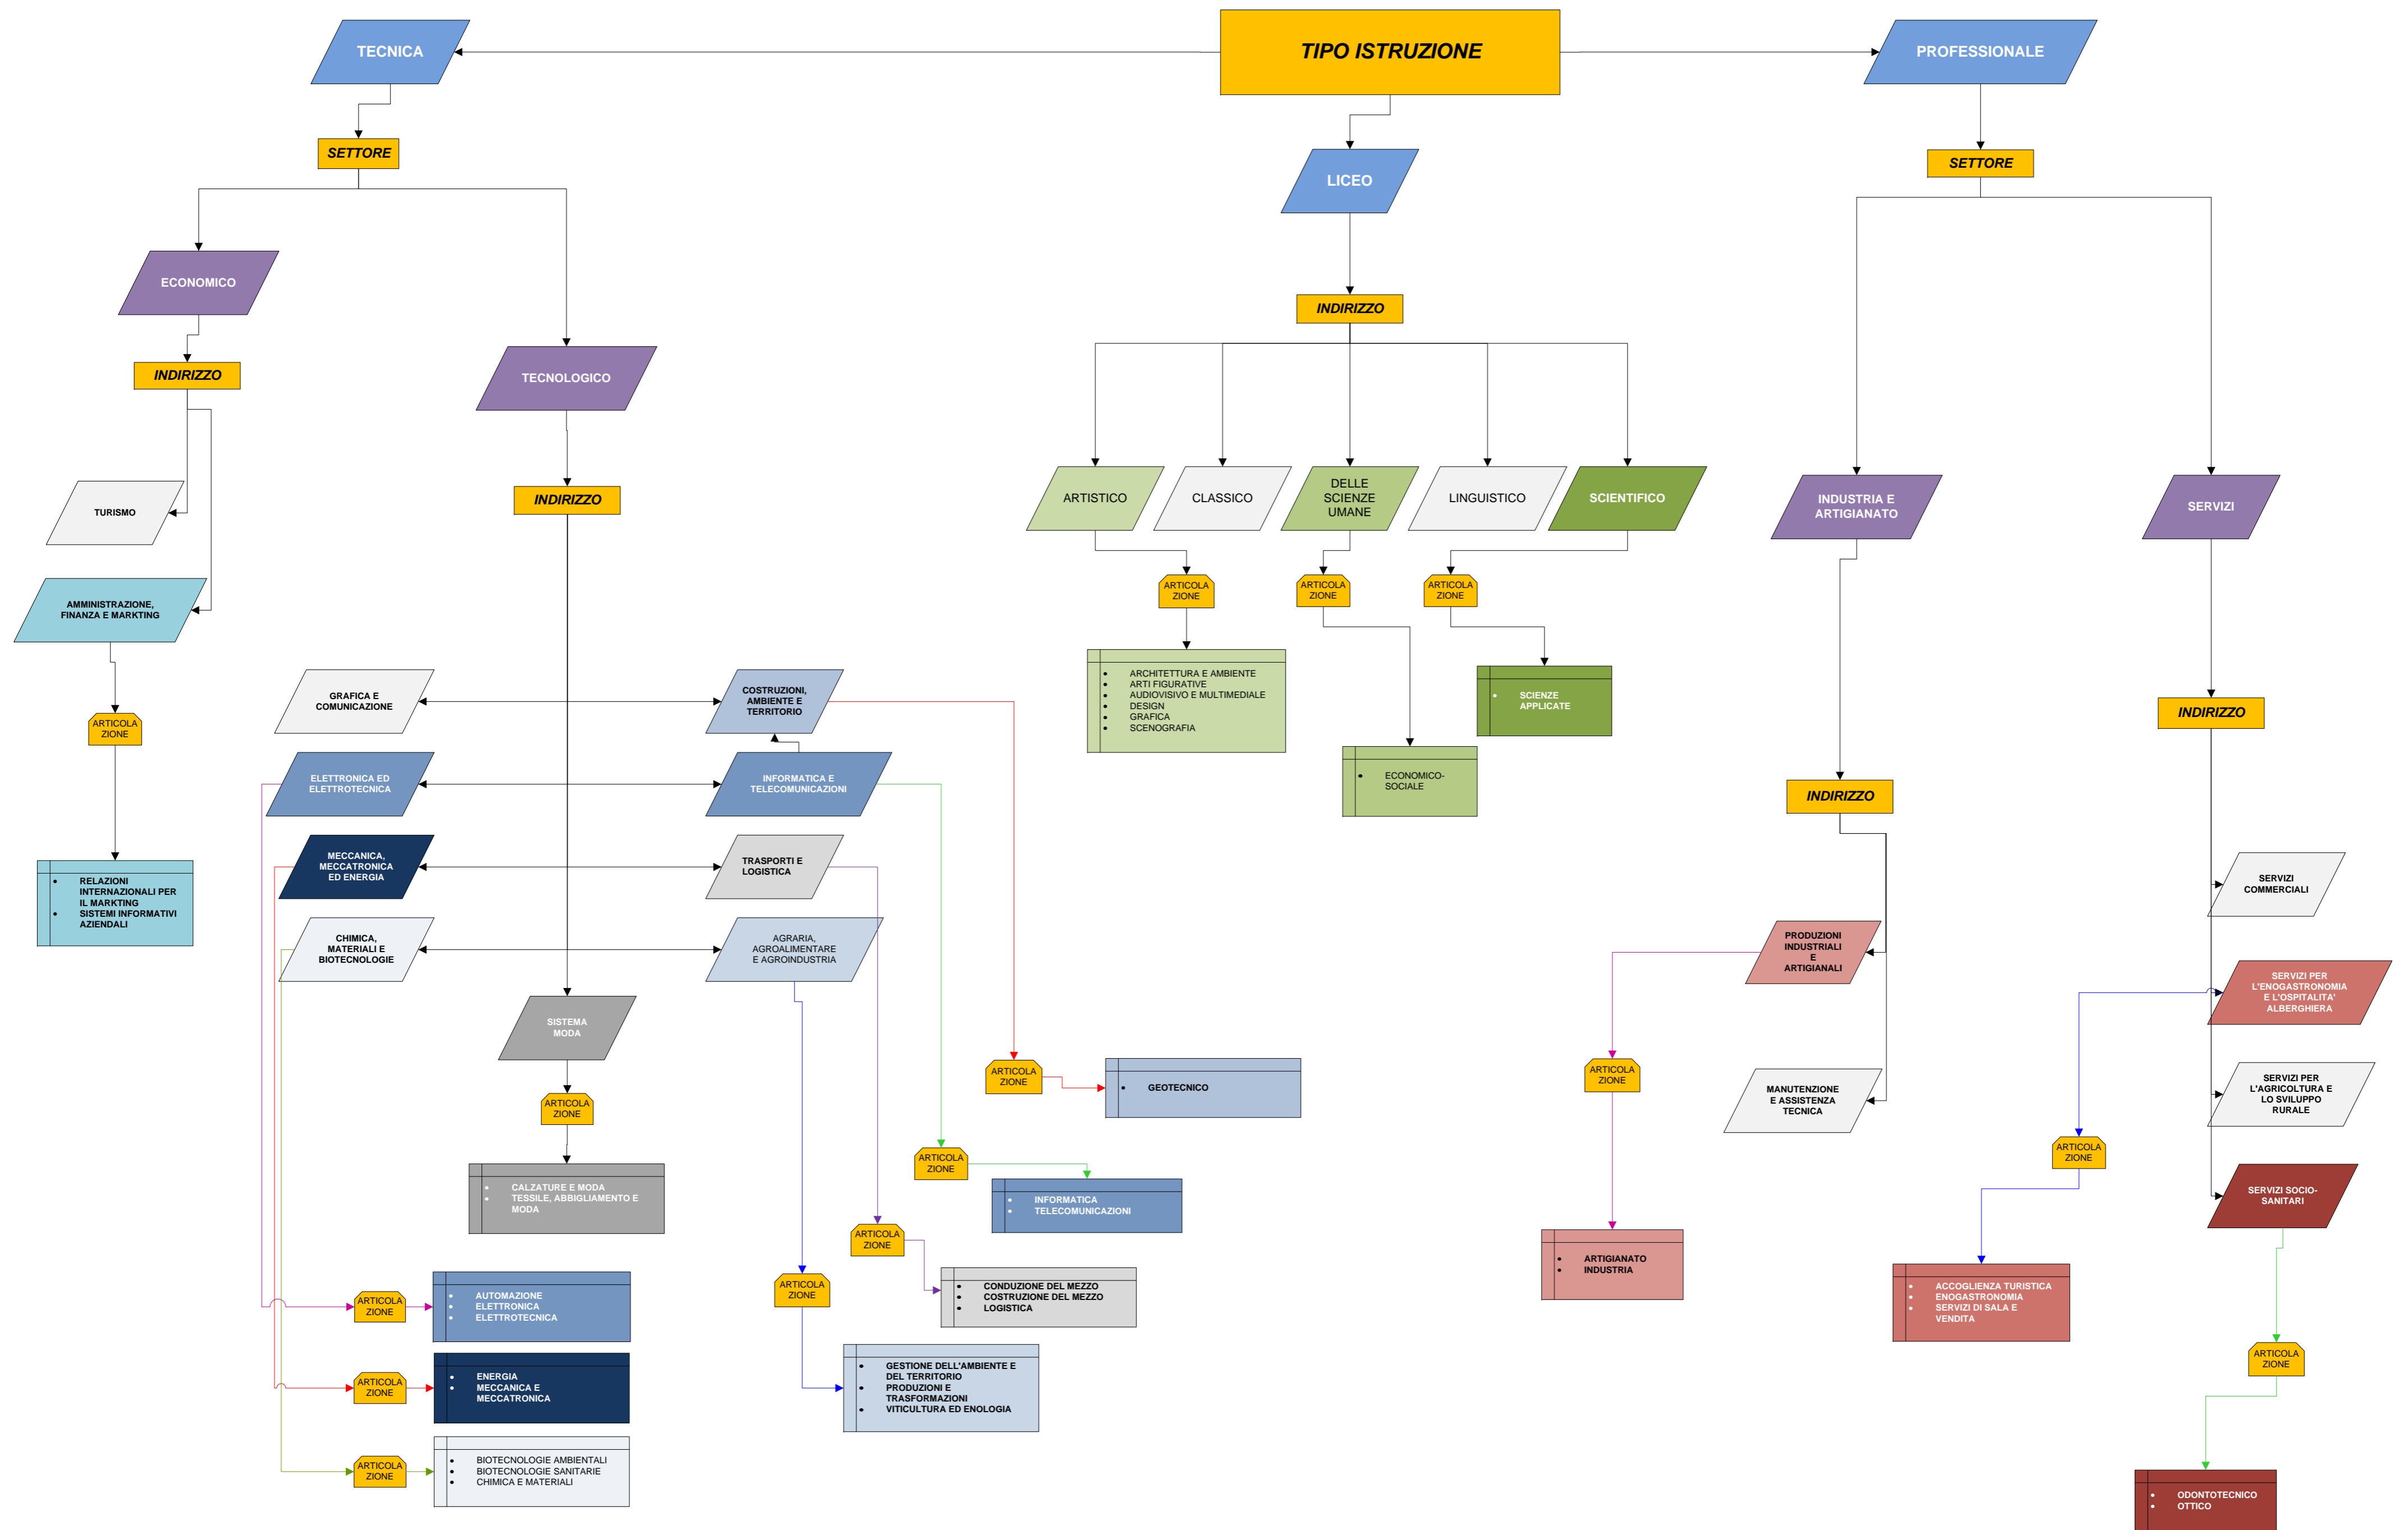 TIPO ISTRUZIONE
TECNICA
PROFESSIONALE
LICEO
SETTORE
SETTORE
ECONOMICO
INDIRIZZO
TECNOLOGICO
INDIRIZZO
TURISMO
AMMINISTRAZIONE,
FINANZA E MARKTING
ARTICOLA
ZIONE
• RELAZIONI
INTERNAZIONALI PER
IL MARKTING
• SISTEMI INFORMATIVI
AZIENDALI
INDIRIZZO
GRAFICA E
COMUNICAZIONE
COSTRUZIONI,
AMBIENTE E
TERRITORIO
ELETTRONICA ED
ELETTROTECNICA
INFORMATICA E
TELECOMUNICAZIONI
MECCANICA,
MECCATRONICA
ED ENERGIA
TRASPORTI E
LOGISTICA
CHIMICA,
MATERIALI E
BIOTECNOLOGIE
AGRARIA,
AGROALIMENTARE
E AGROINDUSTRIA
SISTEMA
MODA
ARTICOLA
ZIONE
• CALZATURE E MODA
• TESSILE, ABBIGLIAMENTO E
MODA
ARTICOLA
ZIONE
• AUTOMAZIONE
• ELETTRONICA
• ELETTROTECNICA
ARTICOLA
ZIONE
• ENERGIA
• MECCANICA E
MECCATRONICA
ARTICOLA
ZIONE
• BIOTECNOLOGIE AMBIENTALI
• BIOTECNOLOGIE SANITARIE
• CHIMICA E MATERIALI
ARTICOLA
ZIONE
• GEOTECNICO
ARTICOLA
ZIONE
• INFORMATICA
• TELECOMUNICAZIONI
ARTICOLA
ZIONE
• CONDUZIONE DEL MEZZO
• COSTRUZIONE DEL MEZZO
• LOGISTICA
ARTICOLA
ZIONE
• GESTIONE DELL'AMBIENTE E
DEL TERRITORIO
• PRODUZIONI E
TRASFORMAZIONI
• VITICULTURA ED ENOLOGIA
ARTISTICO
CLASSICO
DELLE
SCIENZE
UMANE
LINGUISTICO
SCIENTIFICO
ARTICOLA
ZIONE
ARTICOLA
ZIONE
ARTICOLA
ZIONE
• ARCHITETTURA E AMBIENTE
• ARTI FIGURATIVE
• AUDIOVISIVO E MULTIMEDIALE
• DESIGN
• GRAFICA
• SCENOGRAFIA
• ECONOMICO-
SOCIALE
• SCIENZE
APPLICATE
INDUSTRIA E
ARTIGIANATO
SERVIZI
INDIRIZZO
INDIRIZZO
PRODUZIONI
INDUSTRIALI
E
ARTIGIANALI
MANUTENZIONE
E ASSISTENZA
TECNICA
ARTICOLA
ZIONE
• ARTIGIANATO
• INDUSTRIA
SERVIZI
COMMERCIALI
SERVIZI PER
L'ENOGASTRONOMIA
E L'OSPITALITA'
ALBERGHIERA
SERVIZI PER
L'AGRICOLTURA E
LO SVILUPPO
RURALE
SERVIZI SOCIO-
SANITARI
ARTICOLA
ZIONE
• ACCOGLIENZA TURISTICA
• ENOGASTRONOMIA
• SERVIZI DI SALA E
VENDITA
ARTICOLA
ZIONE
• ODONTOTECNICO
• OTTICO